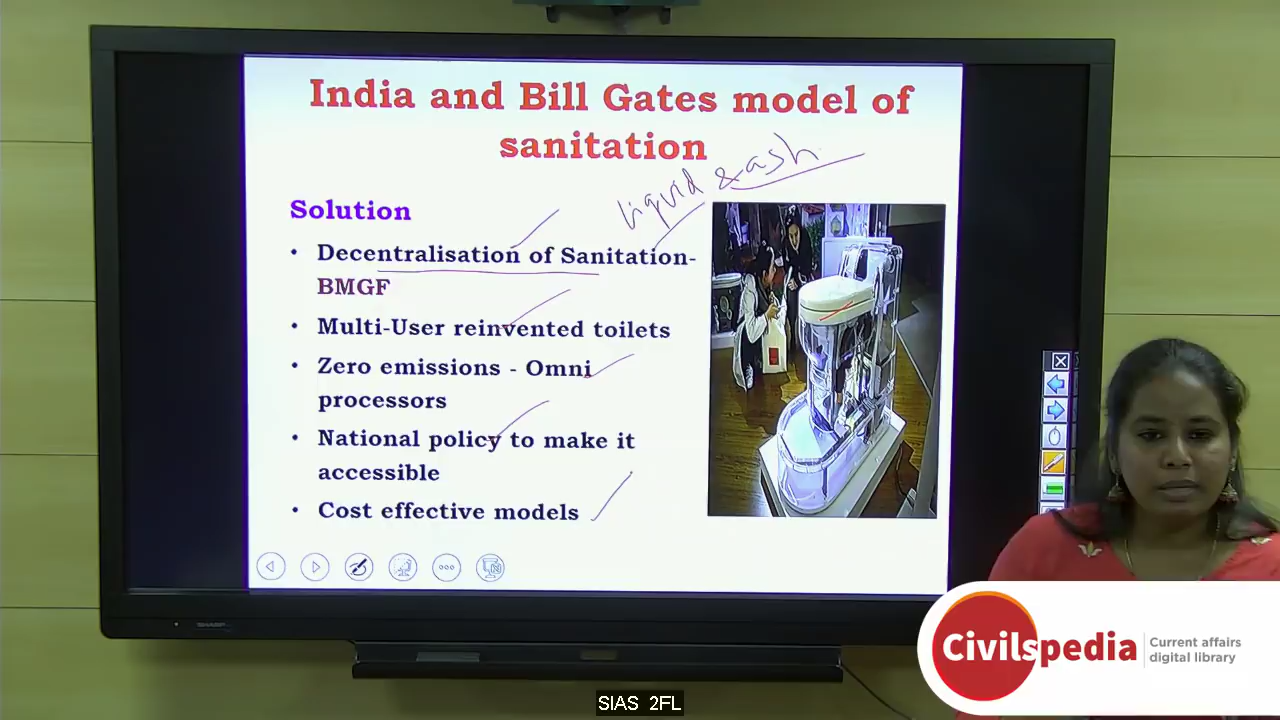 India and Bill Gates model of
sanitation
Liquid & ash
Solution
• Decentralisation of Sanitation-
BMGF
• Multi-User reinvented toilets
• Zero emissions - Omni
processors
• National policy to make it
accessible
• Cost effective models
SHARP
Civilspedia
Current affairs
digital library
SIAS 2FL